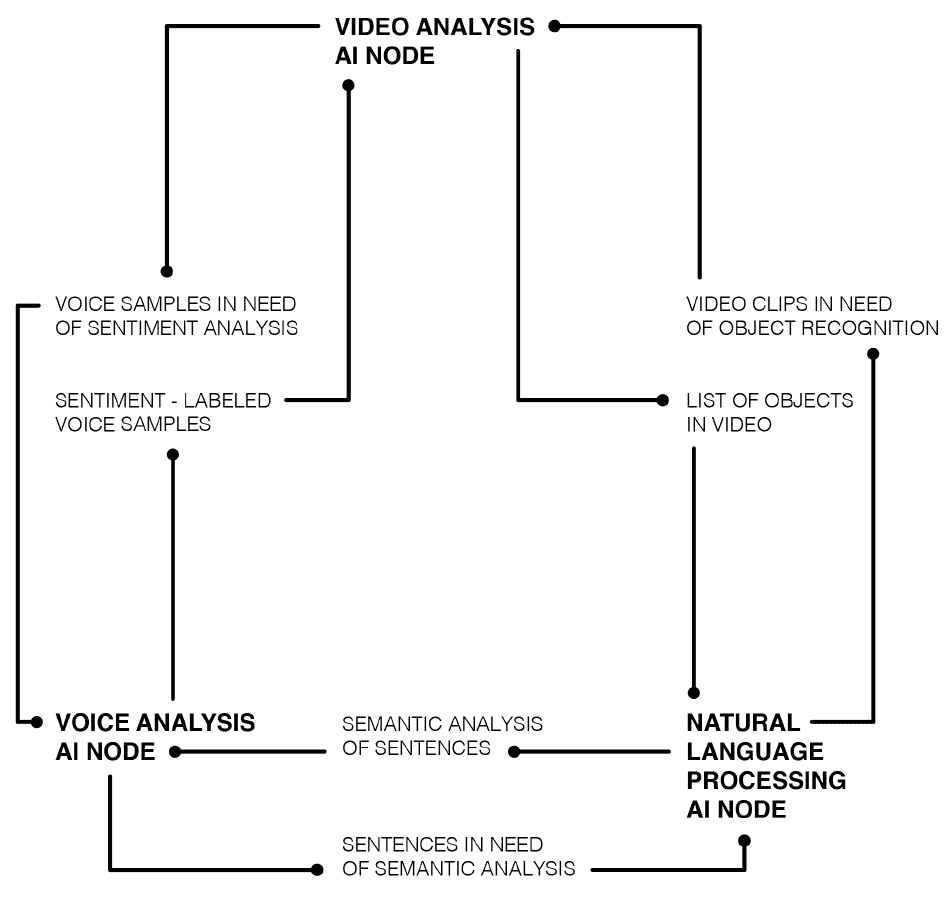 VIDEO ANALYSIS
AI NODE
VOICE SAMPLES IN NEED
OF SENTIMENT ANALYSIS
VIDEO CLIPS IN NEED
OF OBJECT RECOGNITION
SENTIMENT - LABELED
VOICE SAMPLES
LIST OF OBJECTS
IN VIDEO
VOICE ANALYSIS
AI NODE
SEMANTIC ANALYSIS
OF SENTENCES
NATURAL
LANGUAGE
PROCESSING
AI NODE
SENTENCES IN NEED
OF SEMANTIC ANALYSIS